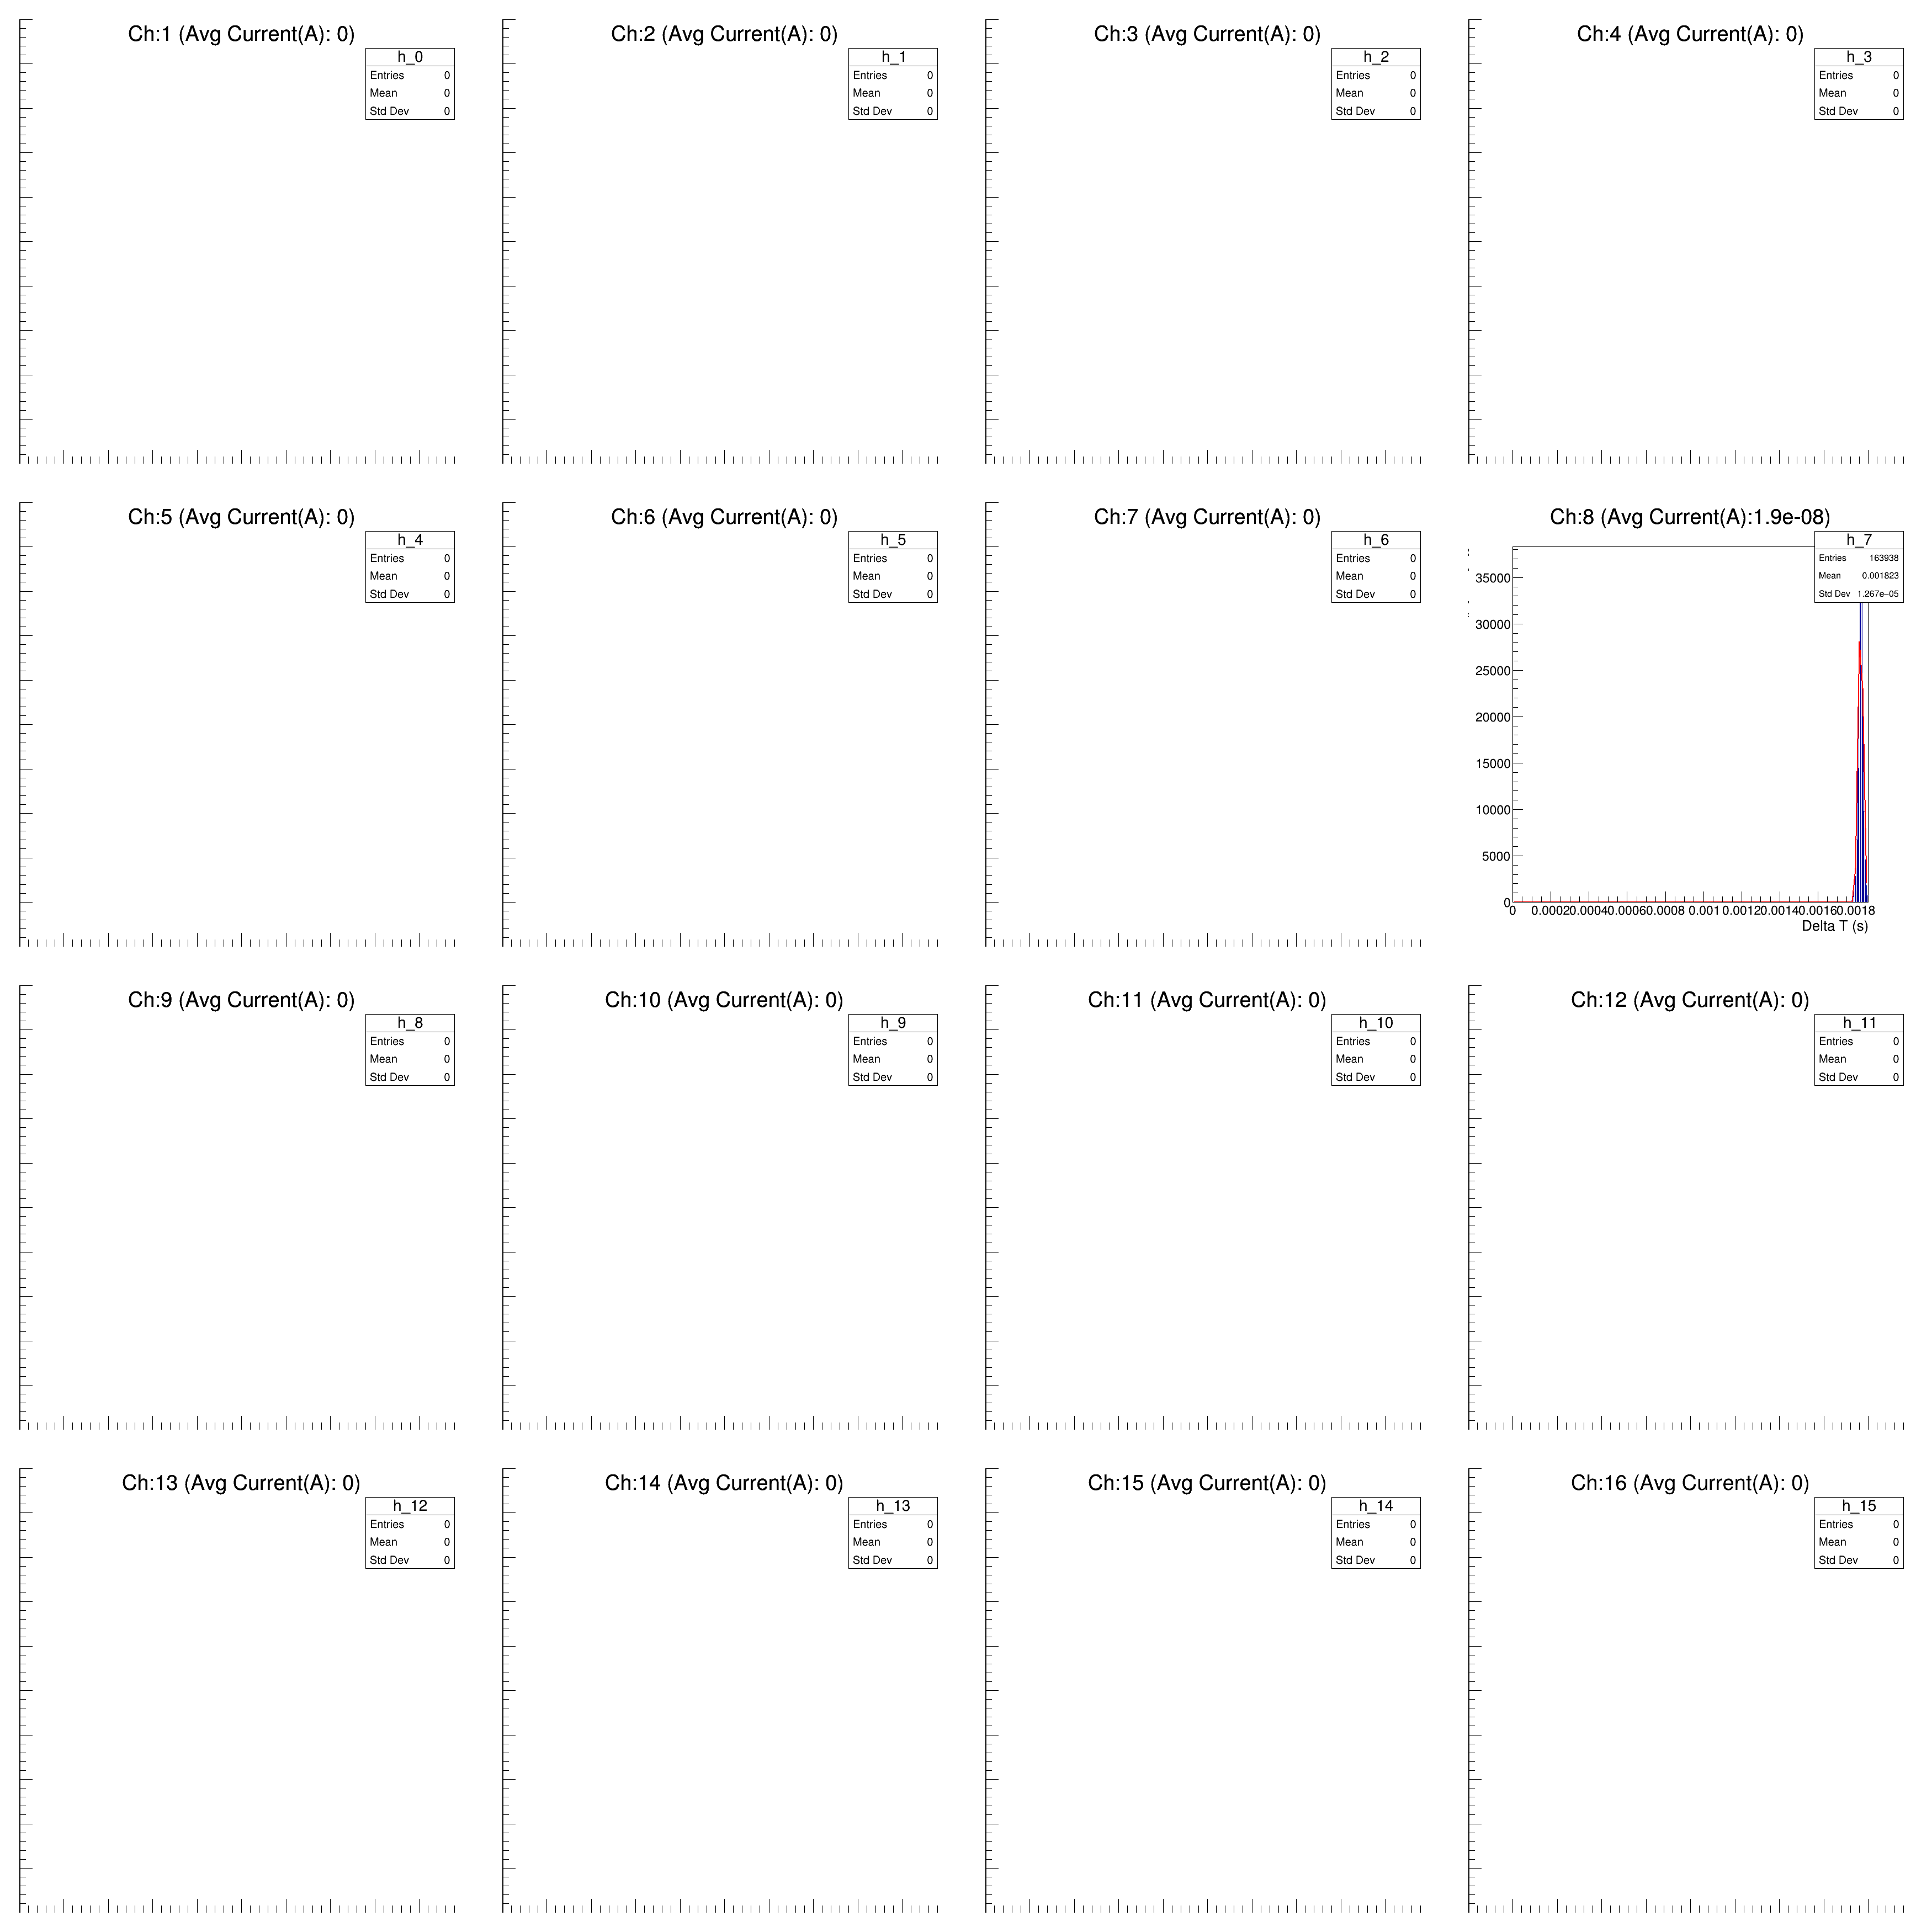 Ch:1 (Avg Current(A): 0)
h_0
Entries 0
Mean 0
Std Dev 0
Ch:2 (Avg Current(A): 0)
h_1
Entries 0
Mean 0
Std Dev 0
Ch:3 (Avg Current(A): 0)
h_2
Entries 0
Mean 0
Std Dev 0
Ch:4 (Avg Current(A): 0)
h_3
Entries 0
Mean 0
Std Dev 0
Ch:5 (Avg Current(A): 0)
h_4
Entries 0
Mean 0
Std Dev 0
Ch:6 (Avg Current(A): 0)
h_5
Entries 0
Mean 0
Std Dev 0
Ch:7 (Avg Current(A): 0)
h_6
Entries 0
Mean 0
Std Dev 0
Ch:8 (Avg Current(A):1.9e-08)
h_7
Entries 163938
Mean 0.001823
Std Dev 1.267e-05
35000
30000
25000
20000
15000
10000
5000
0
0 0.0002 0.0004 0.0006 0.0008 0.001 0.0012 0.0014 0.0016 0.0018
Delta T (s)
Ch:9 (Avg Current(A): 0)
h_8
Entries 0
Mean 0
Std Dev 0
Ch:10 (Avg Current(A): 0)
h_9
Entries 0
Mean 0
Std Dev 0
Ch:11 (Avg Current(A): 0)
h_10
Entries 0
Mean 0
Std Dev 0
Ch:12 (Avg Current(A): 0)
h_11
Entries 0
Mean 0
Std Dev 0
Ch:13 (Avg Current(A): 0)
h_12
Entries 0
Mean 0
Std Dev 0
Ch:14 (Avg Current(A): 0)
h_13
Entries 0
Mean 0
Std Dev 0
Ch:15 (Avg Current(A): 0)
h_14
Entries 0
Mean 0
Std Dev 0
Ch:16 (Avg Current(A): 0)
h_15
Entries 0
Mean 0
Std Dev 0